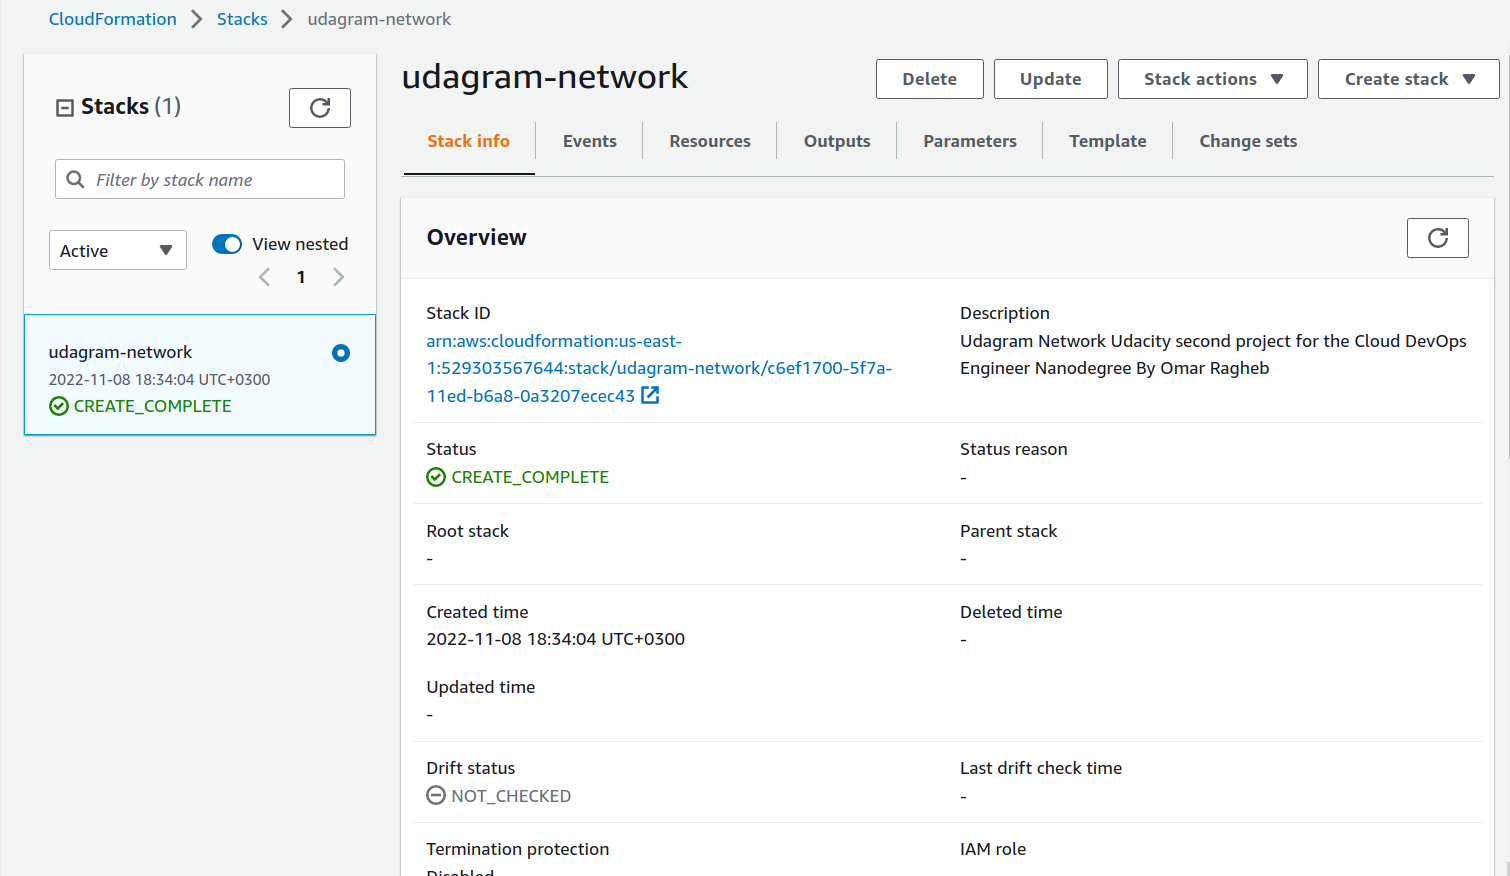 CloudFormation > Stacks > udagram-network
Stacks (1)
Filter by stack name
Active
View nested
1
udagram-network
2022-11-08 18:34:04 UTC+0300
CREATE_COMPLETE
udagram-network
Delete
Update
Stack actions
Create stack
Stack info
Events
Resources
Outputs
Parameters
Template
Change sets
Overview
Stack ID
arn:aws:cloudformation:us-east-
1:529303567644:stack/udagram-network/c6ef1700-5f7a-
11ed-b6a8-0a3207ecec43
Description
Udagram Network Udacity second project for the Cloud DevOps
Engineer Nanodegree By Omar Ragheb
Status
CREATE_COMPLETE
Status reason
-
Root stack
-
Parent stack
-
Created time
2022-11-08 18:34:04 UTC+0300
Deleted time
-
Updated time
-
Drift status
NOT_CHECKED
Last drift check time
-
Termination protection
Disabled
IAM role